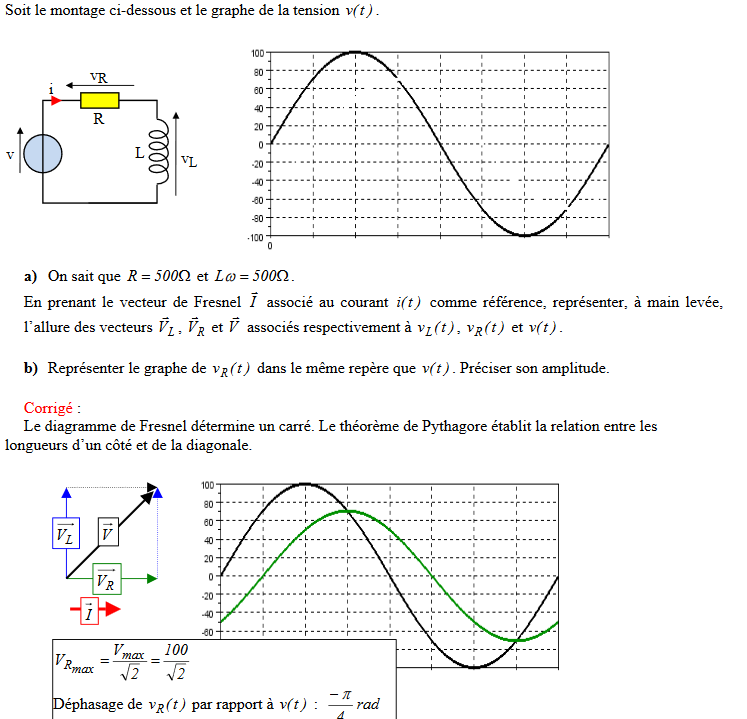 Soit le montage ci-dessous et le graphe de la tension v(t).
vR
i
R
v
L
vL
100
80
60
40
20
0
-20
-40
-60
-80
-100
0
a) On sait que R = 500Ω et Lω = 500Ω.
En prenant le vecteur de Fresnel I⃗ associé au courant i(t) comme référence, représenter, à main levée,
l'allure des vecteurs V⃗L, V⃗R et V⃗ associés respectivement à vL(t), vR(t) et v(t).
b) Représenter le graphe de vR(t) dans le même repère que v(t). Préciser son amplitude.
Corrigé :
Le diagramme de Fresnel détermine un carré. Le théorème de Pythagore établit la relation entre les
longueurs d'un côté et de la diagonale.
VL
V
VR
I
100
80
60
40
20
0
-20
-40
-60
VRmax = Vmax/√2 = 100/√2
Déphasage de vR(t) par rapport à v(t) : -π/4 rad